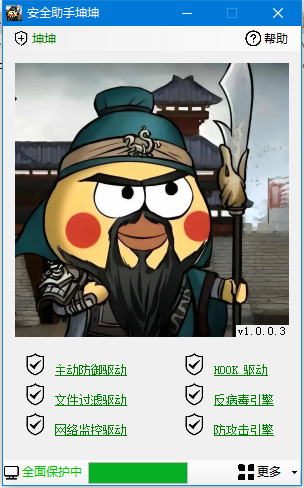 安全助手坤坤
坤坤 帮助
v1.0.0.3
主动防御驱动 HOOK 驱动
文件过滤驱动 反病毒引擎
网络监控驱动 防攻击引擎
全面保护中 更多